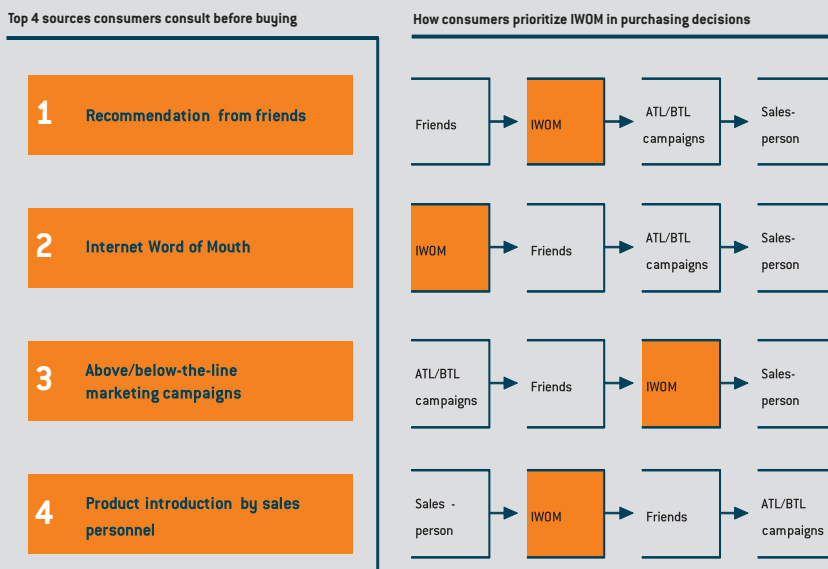 Top 4 sources consumers consult before buying
1
Recommendation from friends
2
Internet Word of Mouth
3
Above/below-the-line
marketing campaigns
4
Product introduction by sales
personnel
How consumers prioritize IWOM in purchasing decisions
Friends
IWOM
ATL/BTL
campaigns
Sales-
person
IWOM
Friends
ATL/BTL
campaigns
Sales-
person
ATL/BTL
campaigns
Friends
IWOM
Sales-
person
Sales -
person
IWOM
Friends
ATL/BTL
campaigns